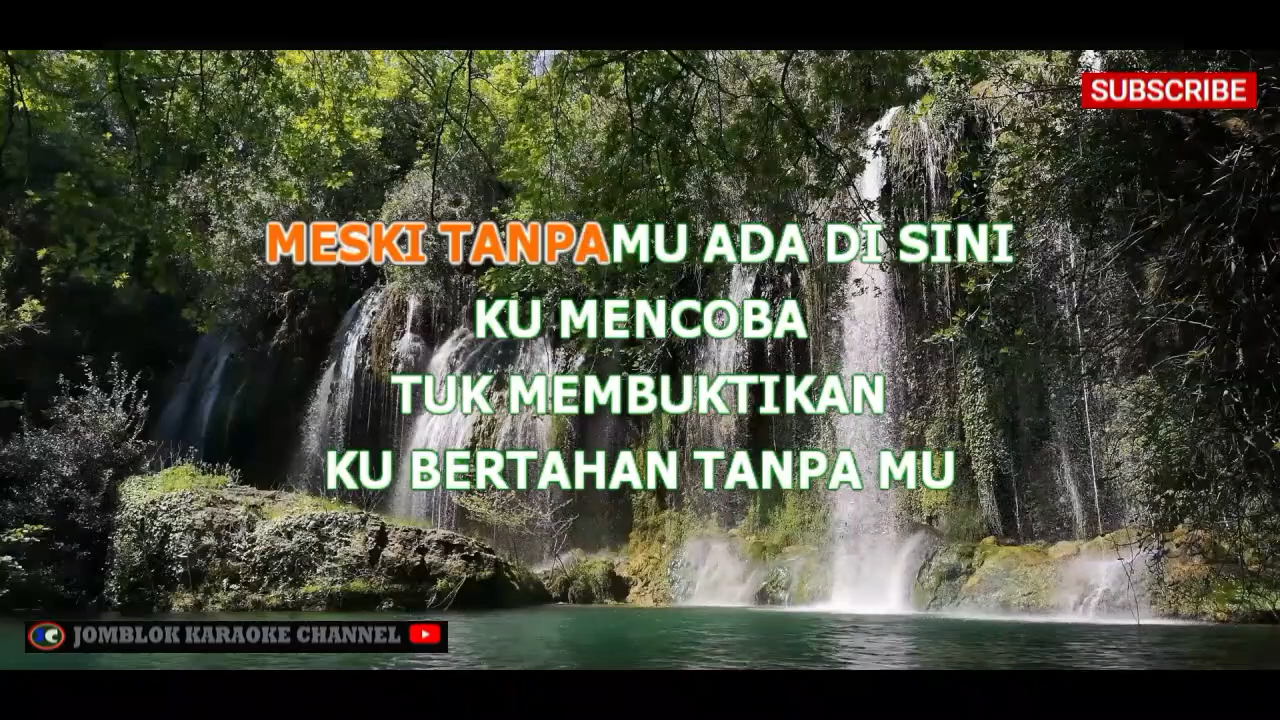 SUBSCRIBE
MESKI TANPAMU ADA DI SINI
KU MENCOBA
TUK MEMBUKTIKAN
KU BERTAHAN TANPA MU
JOMBLOK KARAOKE CHANNEL